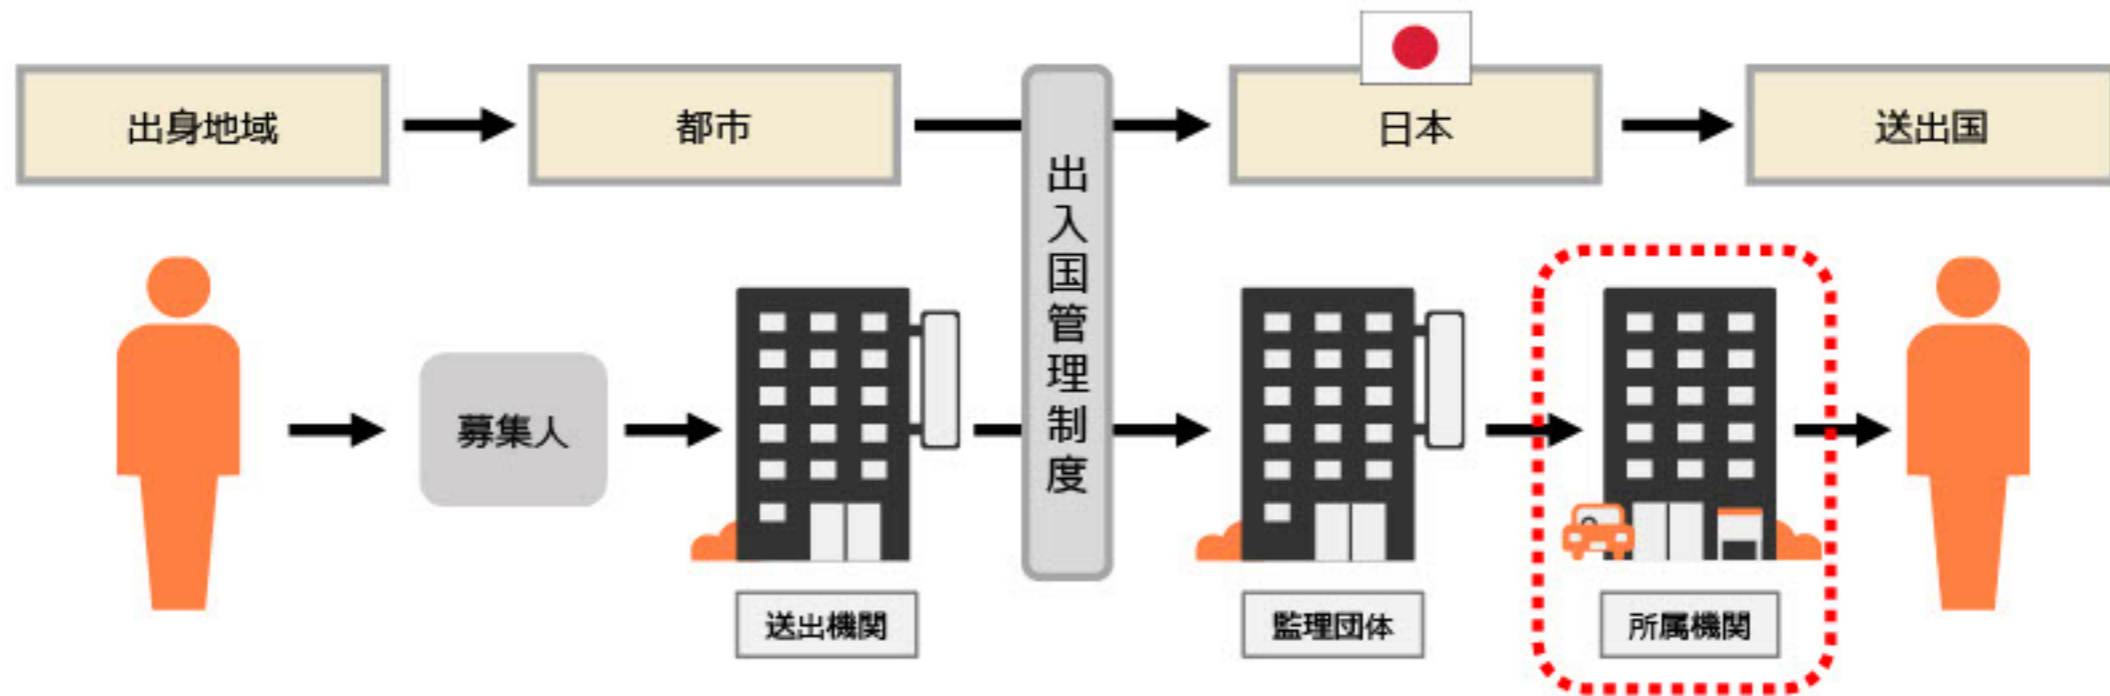 出身地域
都市
日本
送出国
出入国管理制度
募集人
送出機関
監理団体
所属機関